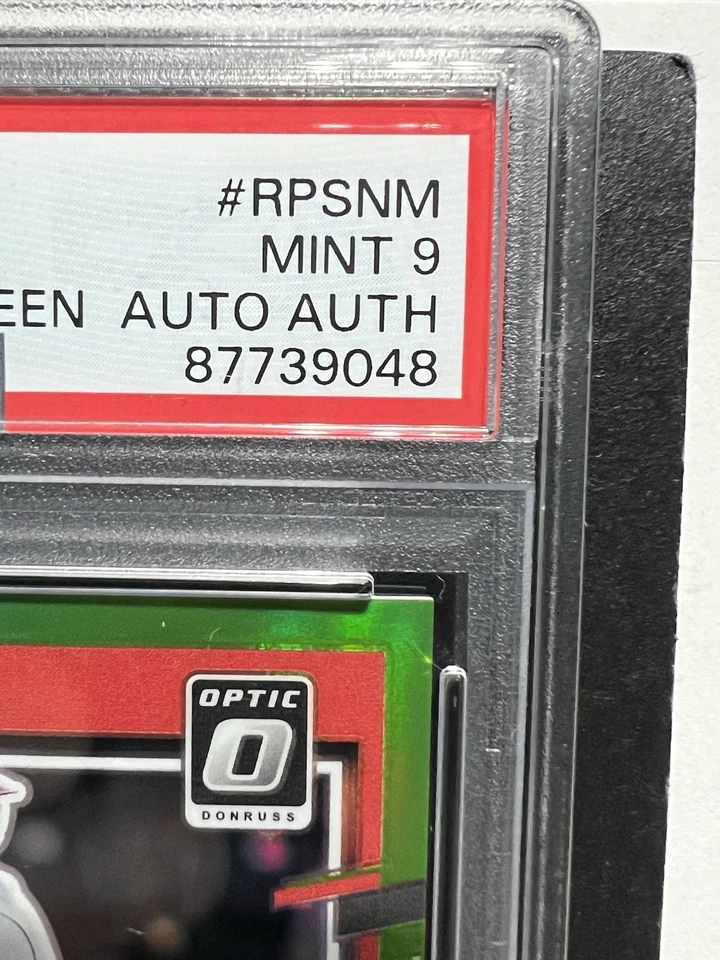 #RPSNM
MINT 9
EEN AUTO AUTH
87739048
OPTIC
O
DONRUSS